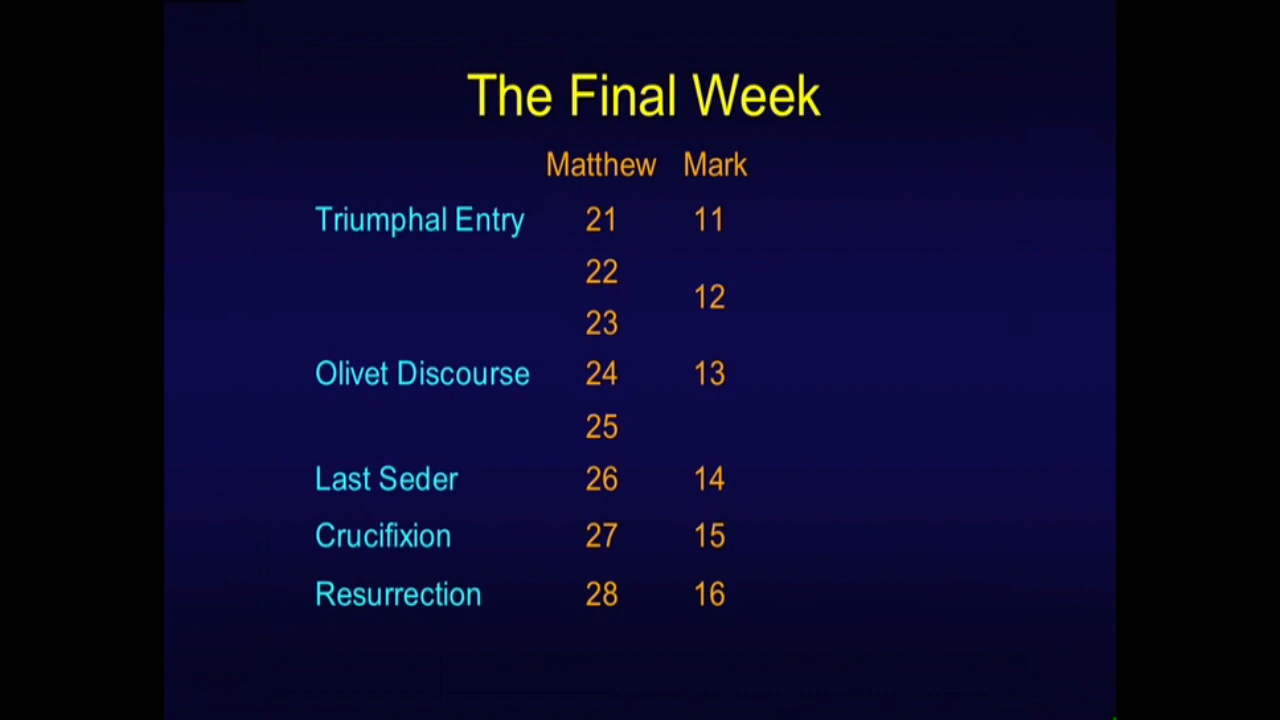 The Final Week
Matthew Mark
Triumphal Entry 21 11
22
12
23
Olivet Discourse 24 13
25
Last Seder 26 14
Crucifixion 27 15
Resurrection 28 16